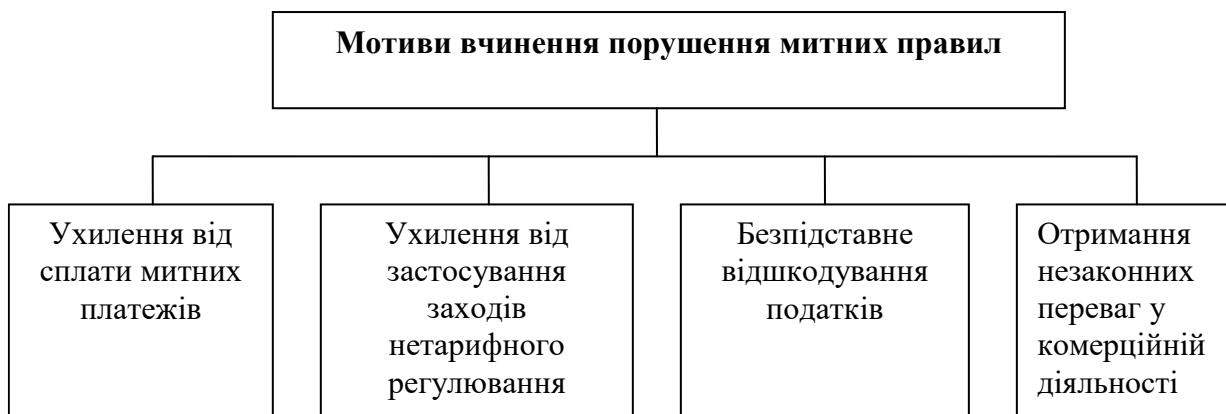 Мотиви вчинення порушення митних правил
Ухилення від
сплати митних
платежів
Ухилення від
застосування
заходів
нетарифного
регулювання
Безпідставне
відшкодування
податків
Отримання
незаконних
переваг у
комерційній
діяльності